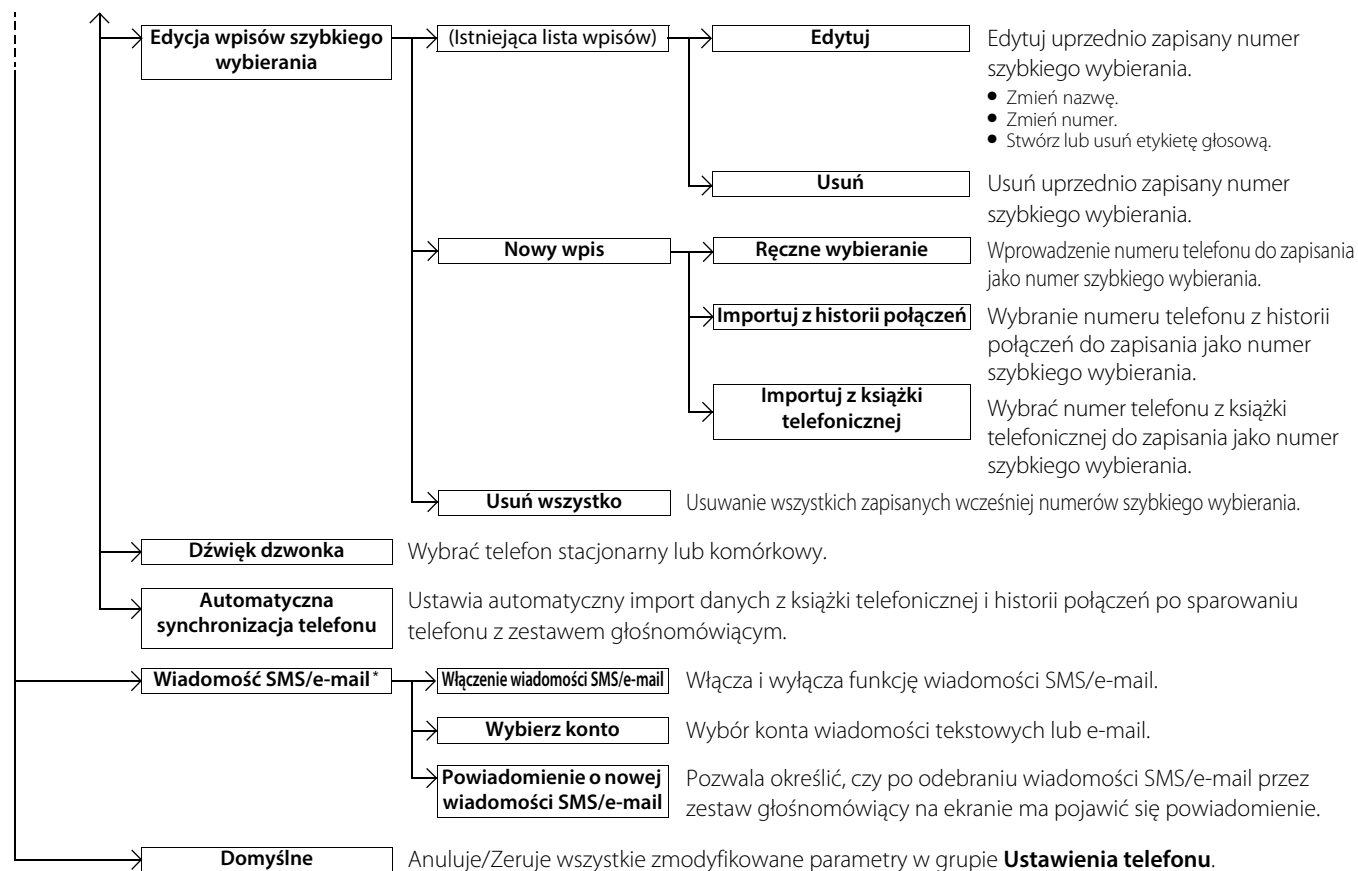 Edycja wpisów szybkiego
wybierania
(Istniejąca lista wpisów)
Edytuj
Edytuj uprzednio zapisany numer
szybkiego wybierania.
● Zmień nazwę.
● Zmień numer.
● Stwórz lub usuń etykietę głosową.
Usuń
Usuń uprzednio zapisany numer
szybkiego wybierania.
Nowy wpis
Ręczne wybieranie
Wprowadzenie numeru telefonu do zapisania
jako numer szybkiego wybierania.
Importuj z historii połączeń
Wybranie numeru telefonu z historii
połączeń do zapisania jako numer
szybkiego wybierania.
Importuj z książki
telefonicznej
Wybrać numer telefonu z książki
telefonicznej do zapisania jako numer
szybkiego wybierania.
Usuń wszystko
Usuwanie wszystkich zapisanych wcześniej numerów szybkiego wybierania.
Dźwięk dzwonka
Wybrać telefon stacjonarny lub komórkowy.
Automatyczna
synchronizacja telefonu
Ustawia automatyczny import danych z książki telefonicznej i historii połączeń po sparowaniu
telefonu z zestawem głośnomówiącym.
Wiadomość SMS/e-mail*
Włączenie wiadomości SMS/e-mail
Włącza i wyłącza funkcję wiadomości SMS/e-mail.
Wybierz konto
Wybór konta wiadomości tekstowych lub e-mail.
Powiadomienie o nowej
wiadomości SMS/e-mail
Pozwala określić, czy po odebraniu wiadomości SMS/e-mail przez
zestaw głośnomówiący na ekranie ma pojawić się powiadomienie.
Domyślne
Anuluje/Zeruje wszystkie zmodyfikowane parametry w grupie Ustawienia telefonu.